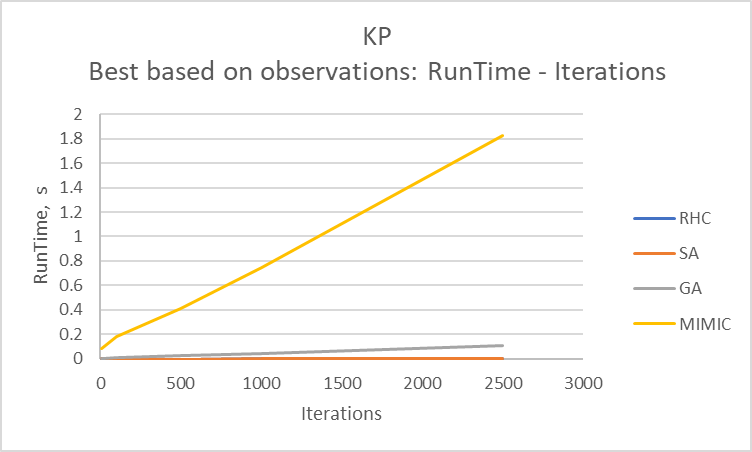 KP
Best based on observations: RunTime - Iterations
2
1.8
1.6
1.4
1.2
1
0.8
0.6
0.4
0.2
0
RunTime, s
0 500 1000 1500 2000 2500 3000
Iterations
RHC
SA
GA
MIMIC